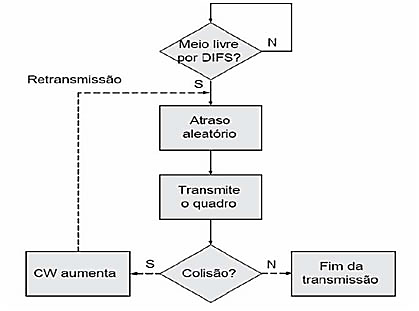 Meio livre
por DIFS?
N
S
Retransmissão
Atraso
aleatório
Transmite
o quadro
CW aumenta
S
Colisão?
N
Fim da
transmissão